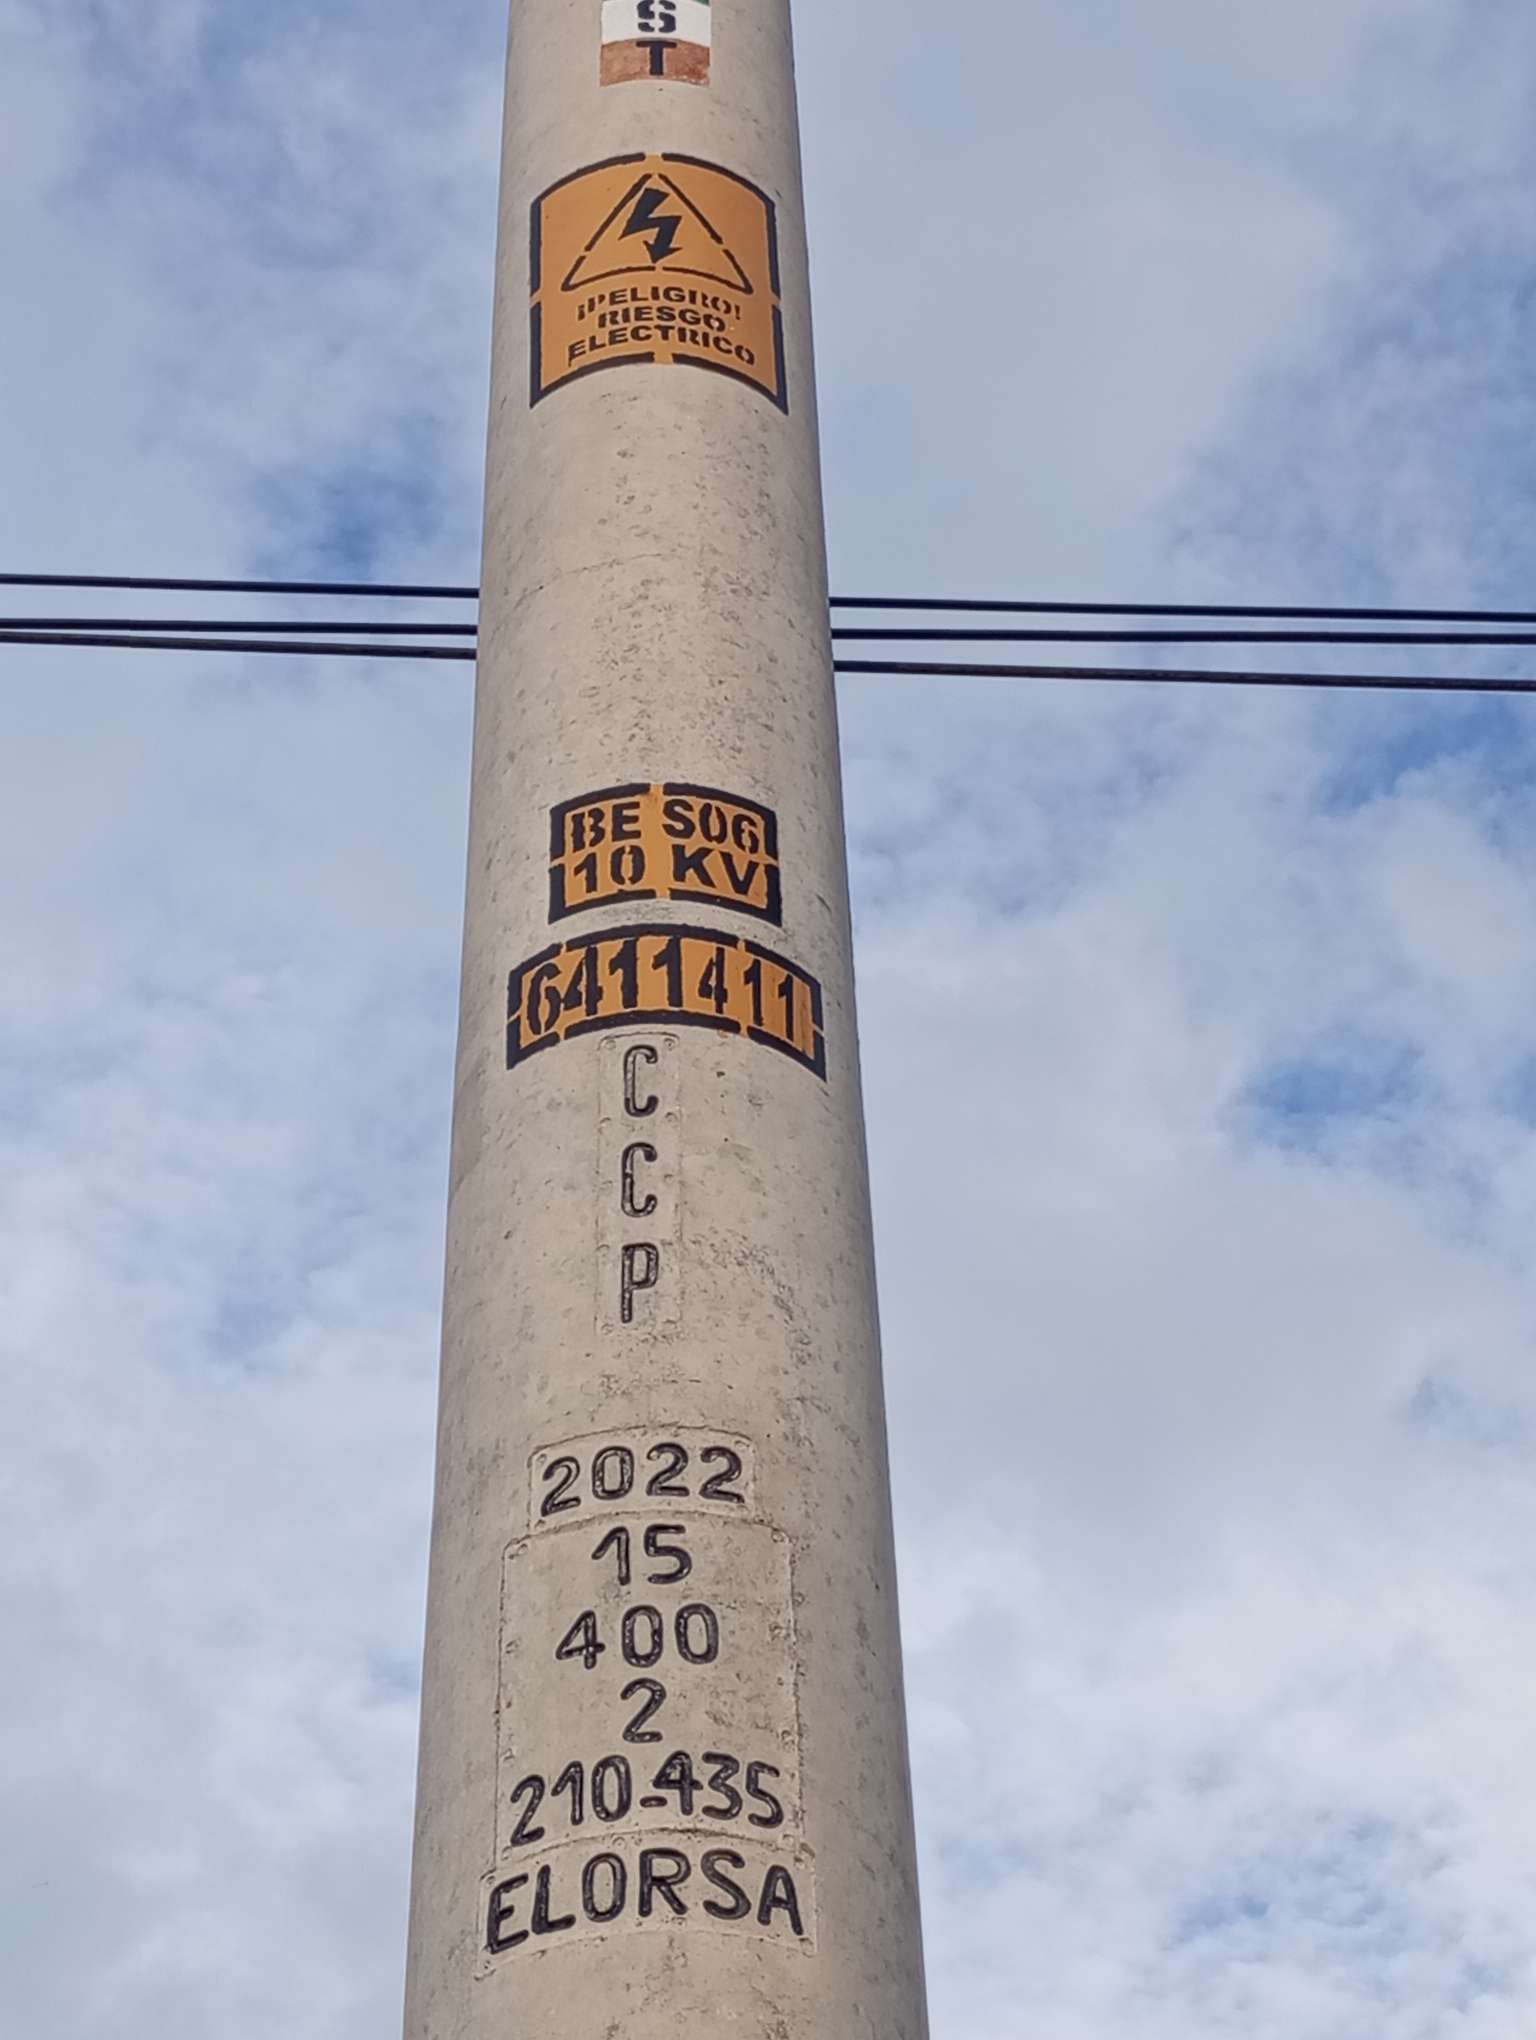 S
T
¡PELIGRO!
RIESGO
ELECTRICO
BE S06
10 KV
6411411
C
C
P
2022
15
400
2
210-435
ELORSA